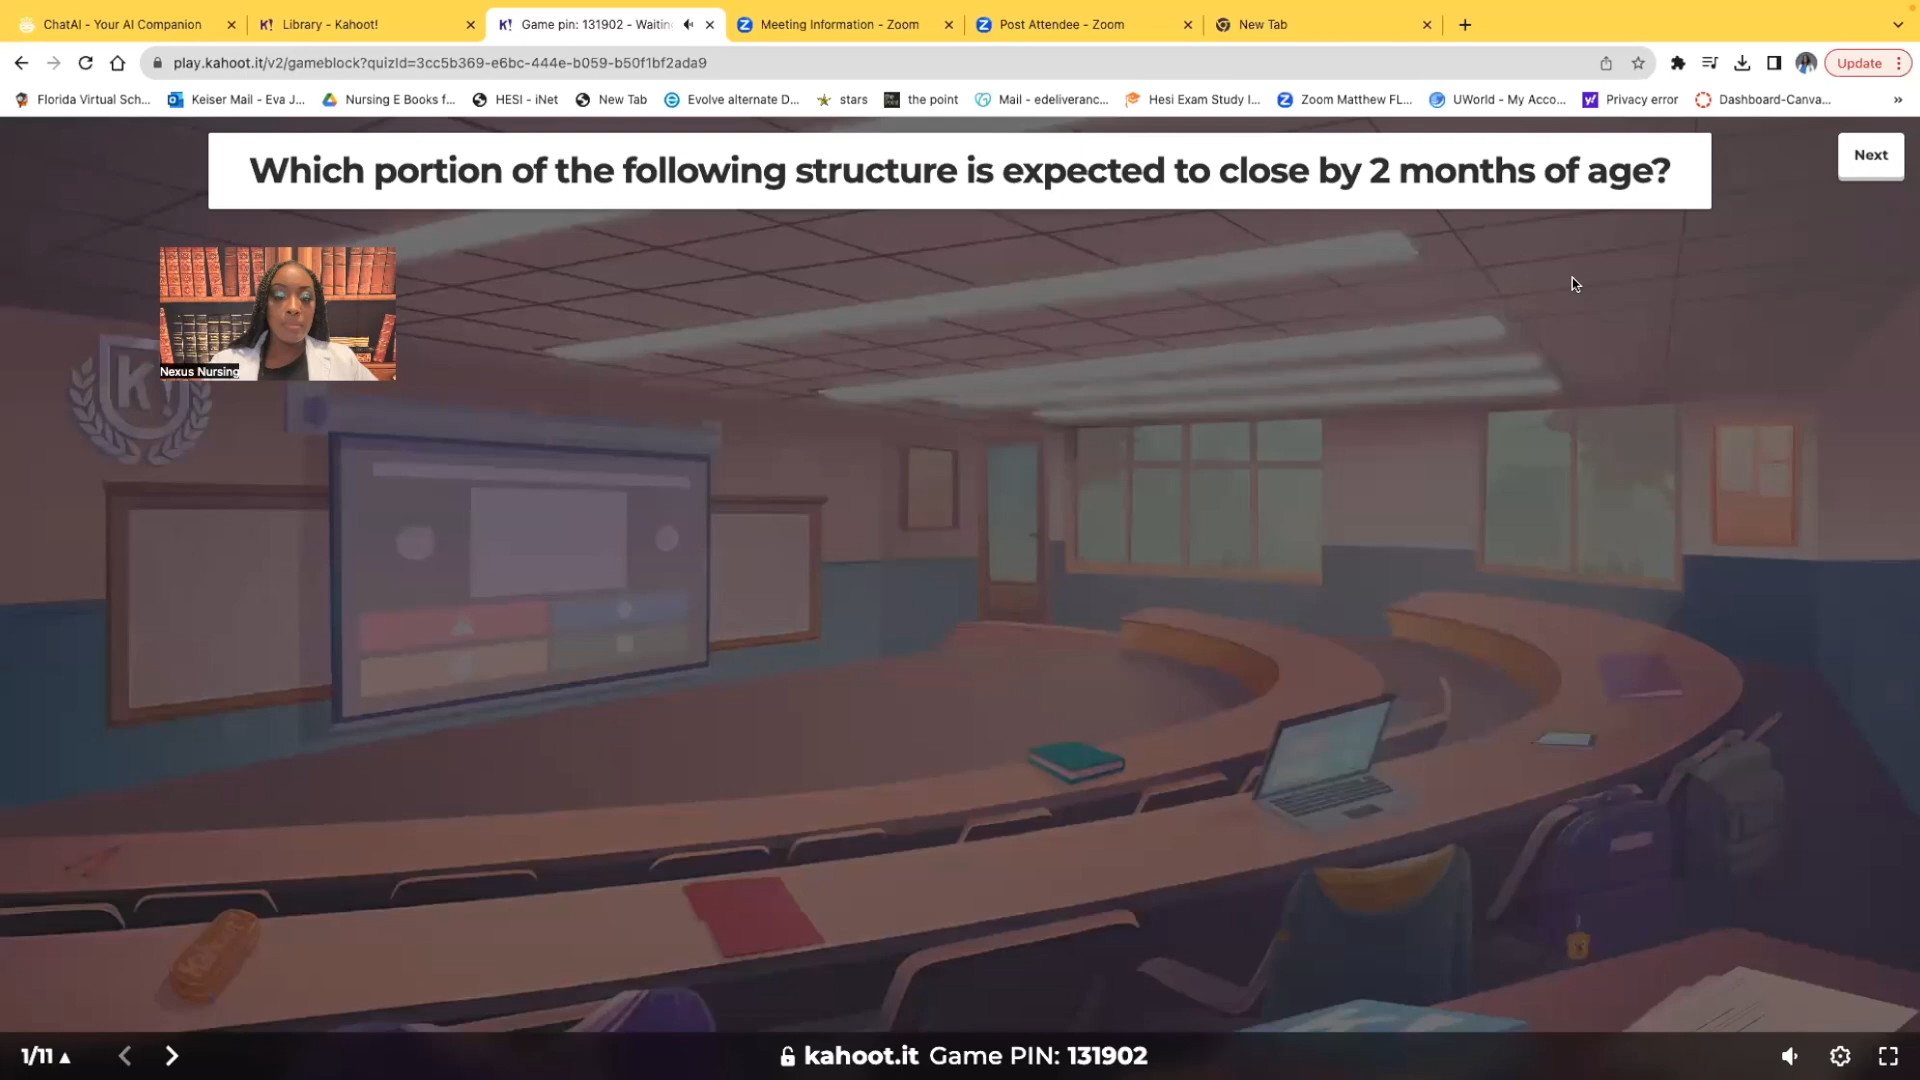 ChatAI - Your AI Companion
Library - Kahoot!
Game pin: 131902 - Waitin
Meeting Information - Zoom
Post Attendee - Zoom
New Tab
play.kahoot.it/v2/gameblock?quizId=3cc5b369-e6bc-444e-b059-b50f1bf2ada9
Update
Florida Virtual Sch...
Keiser Mail - Eva J...
Nursing E Books f...
HESI - iNet
New Tab
Evolve alternate D...
stars
the point
Mail - edeliveranc...
Hesi Exam Study I...
Zoom Matthew FL...
UWorld - My Acco...
Privacy error
Dashboard-Canva...
»
Which portion of the following structure is expected to close by 2 months of age?
Next
Nexus Nursing
K!
1/11
kahoot.it Game PIN: 131902